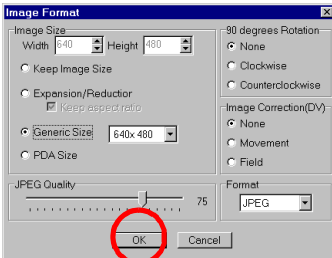 Image Format
Image Size
Width 640 Height 480
Keep Image Size
Expansion/Reductior
Keep aspect ratio
Generic Size 640x 480
PDA Size
90 degrees Rotation
None
Clockwise
Counterclockwise
Image Correction(DV)
None
Movement
Field
JPEG Quality
75
Format
JPEG
OK Cancel